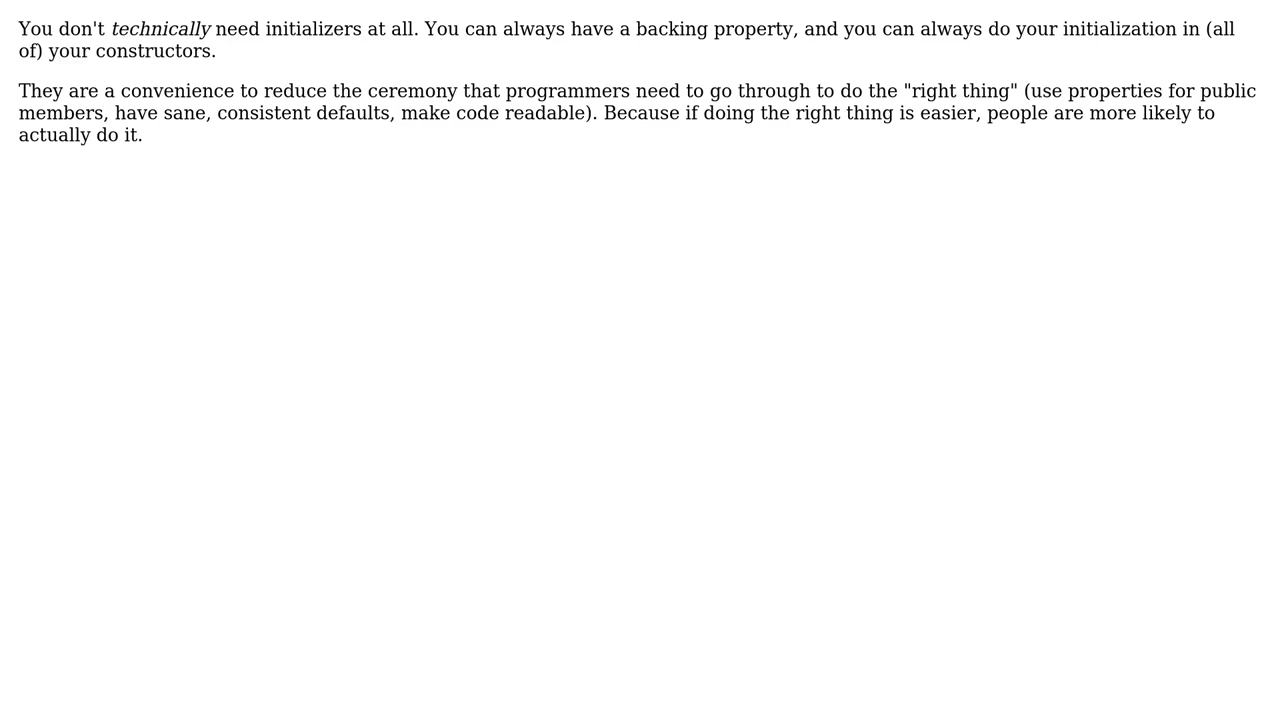 You don't technically need initializers at all. You can always have a backing property, and you can always do your initialization in (all
of) your constructors.
They are a convenience to reduce the ceremony that programmers need to go through to do the "right thing" (use properties for public
members, have sane, consistent defaults, make code readable). Because if doing the right thing is easier, people are more likely to
actually do it.